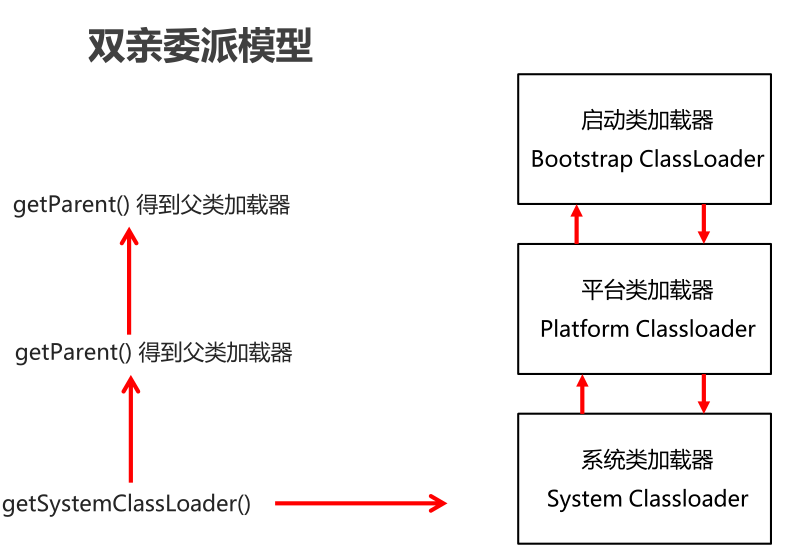 双亲委派模型
启动类加载器
Bootstrap ClassLoader
getParent() 得到父类加载器
平台类加载器
Platform Classloader
getParent() 得到父类加载器
系统类加载器
System Classloader
getSystemClassLoader()